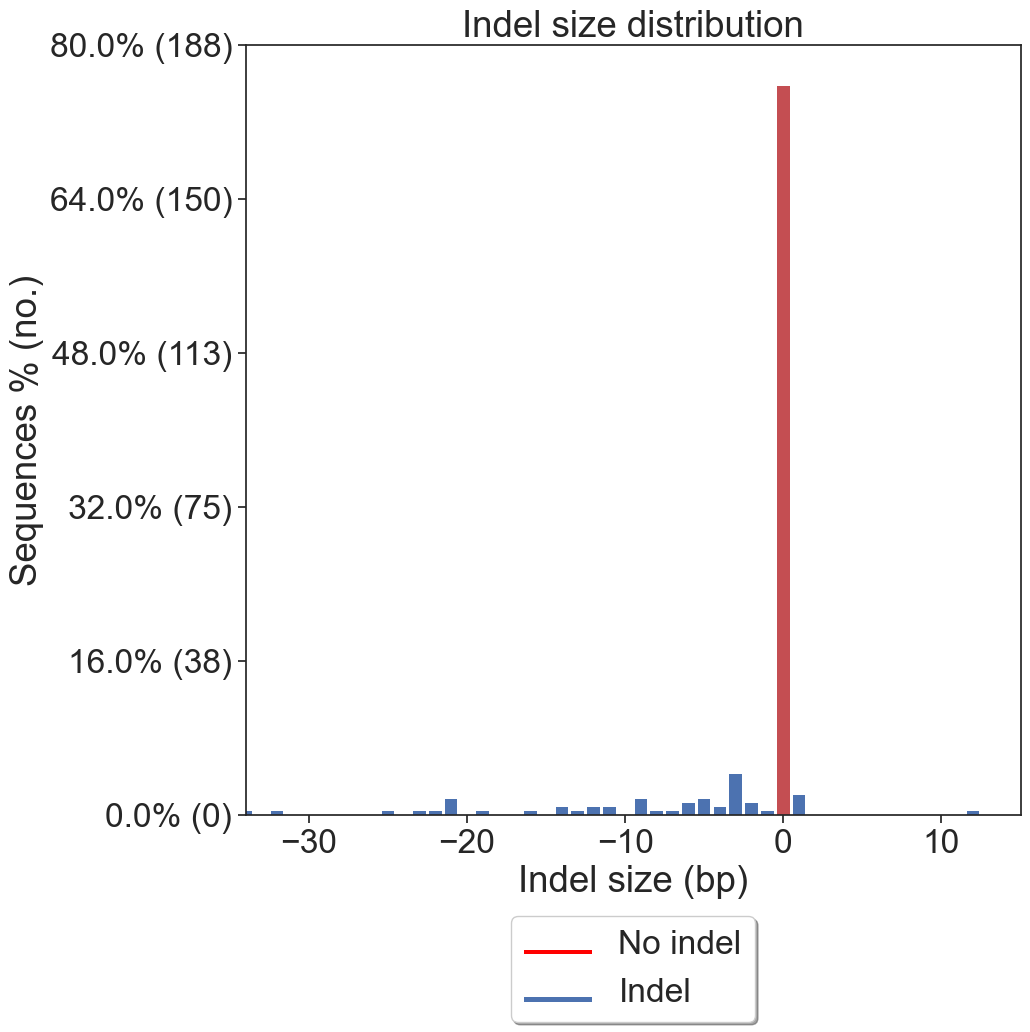 Indel size distribution
80.0% (188)
64.0% (150)
48.0% (113)
32.0% (75)
16.0% (38)
0.0% (0)
Sequences % (no.)
−30 −20 −10 0 10
Indel size (bp)
No indel
Indel